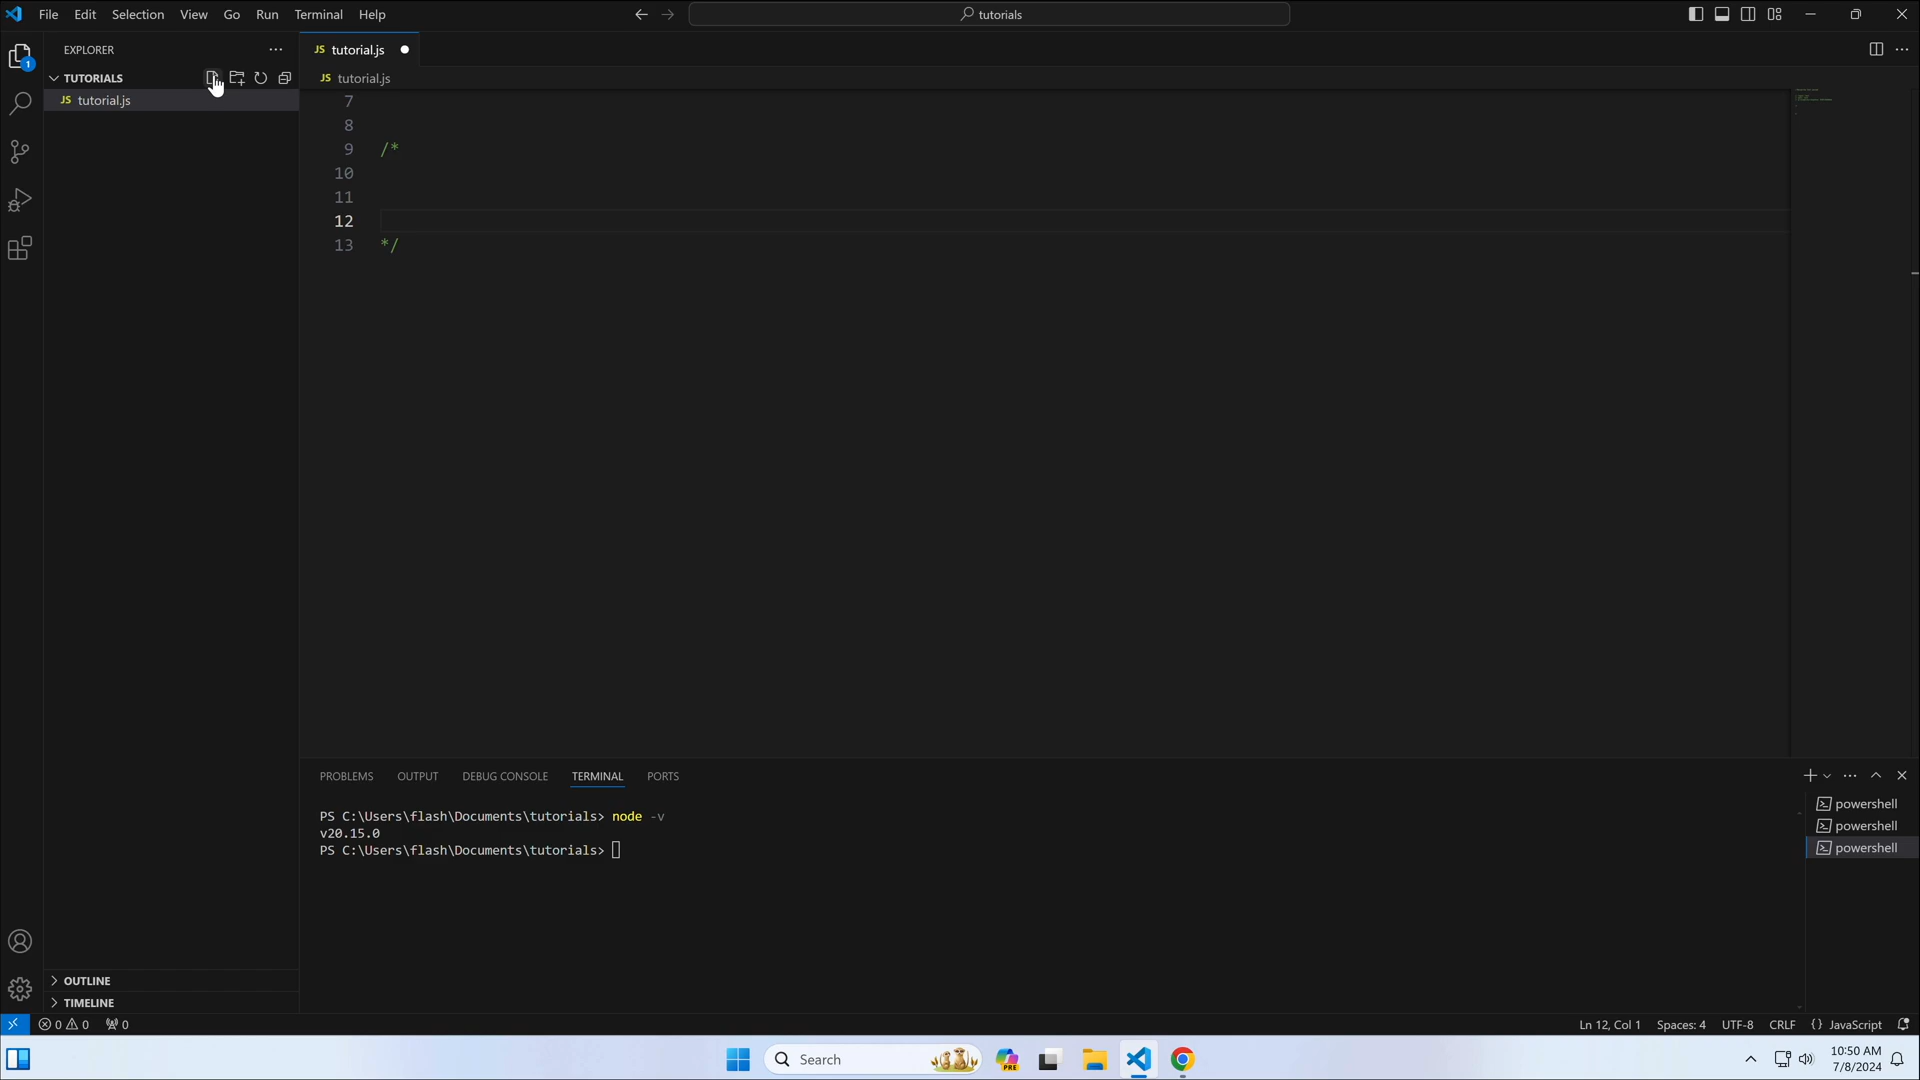 File Edit Selection View Go Run Terminal Help
tutorials
EXPLORER
JS tutorial.js
1
TUTORIALS
JS tutorial.js
JS tutorial.js
7
8
9 /*
10
11
12
13 */
PROBLEMS OUTPUT DEBUG CONSOLE TERMINAL PORTS
PS C:\Users\flash\Documents\tutorials> node -v
v20.15.0
PS C:\Users\flash\Documents\tutorials>
powershell
powershell
powershell
OUTLINE
TIMELINE
0 0 0
Ln 12, Col 1 Spaces: 4 UTF-8 CRLF {} JavaScript
Search
PRE
10:50 AM
7/8/2024